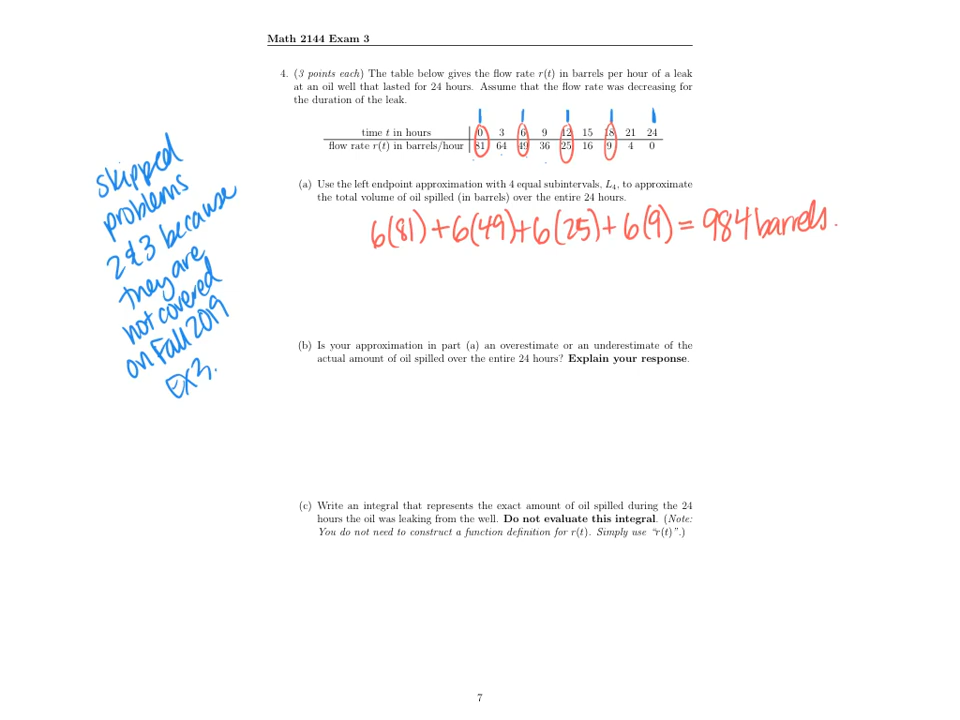 Math 2144 Exam 3
4. (3 points each) The table below gives the flow rate r(t) in barrels per hour of a leak
at an oil well that lasted for 24 hours. Assume that the flow rate was decreasing for
the duration of the leak.
time t in hours 0 3 6 9 12 15 18 21 24
flow rate r(t) in barrels/hour 81 64 49 36 25 16 9 4 0
(a) Use the left endpoint approximation with 4 equal subintervals, L₄, to approximate
the total volume of oil spilled (in barrels) over the entire 24 hours.
6(81)+6(49)+6(25)+6(9) = 984 barrels.
skipped
problems
2&3 because
they are
not covered
on Fall 2019
Ex3.
(b) Is your approximation in part (a) an overestimate or an underestimate of the
actual amount of oil spilled over the entire 24 hours? Explain your response.
(c) Write an integral that represents the exact amount of oil spilled during the 24
hours the oil was leaking from the well. Do not evaluate this integral. (Note:
You do not need to construct a function definition for r(t). Simply use “r(t)”.)
7